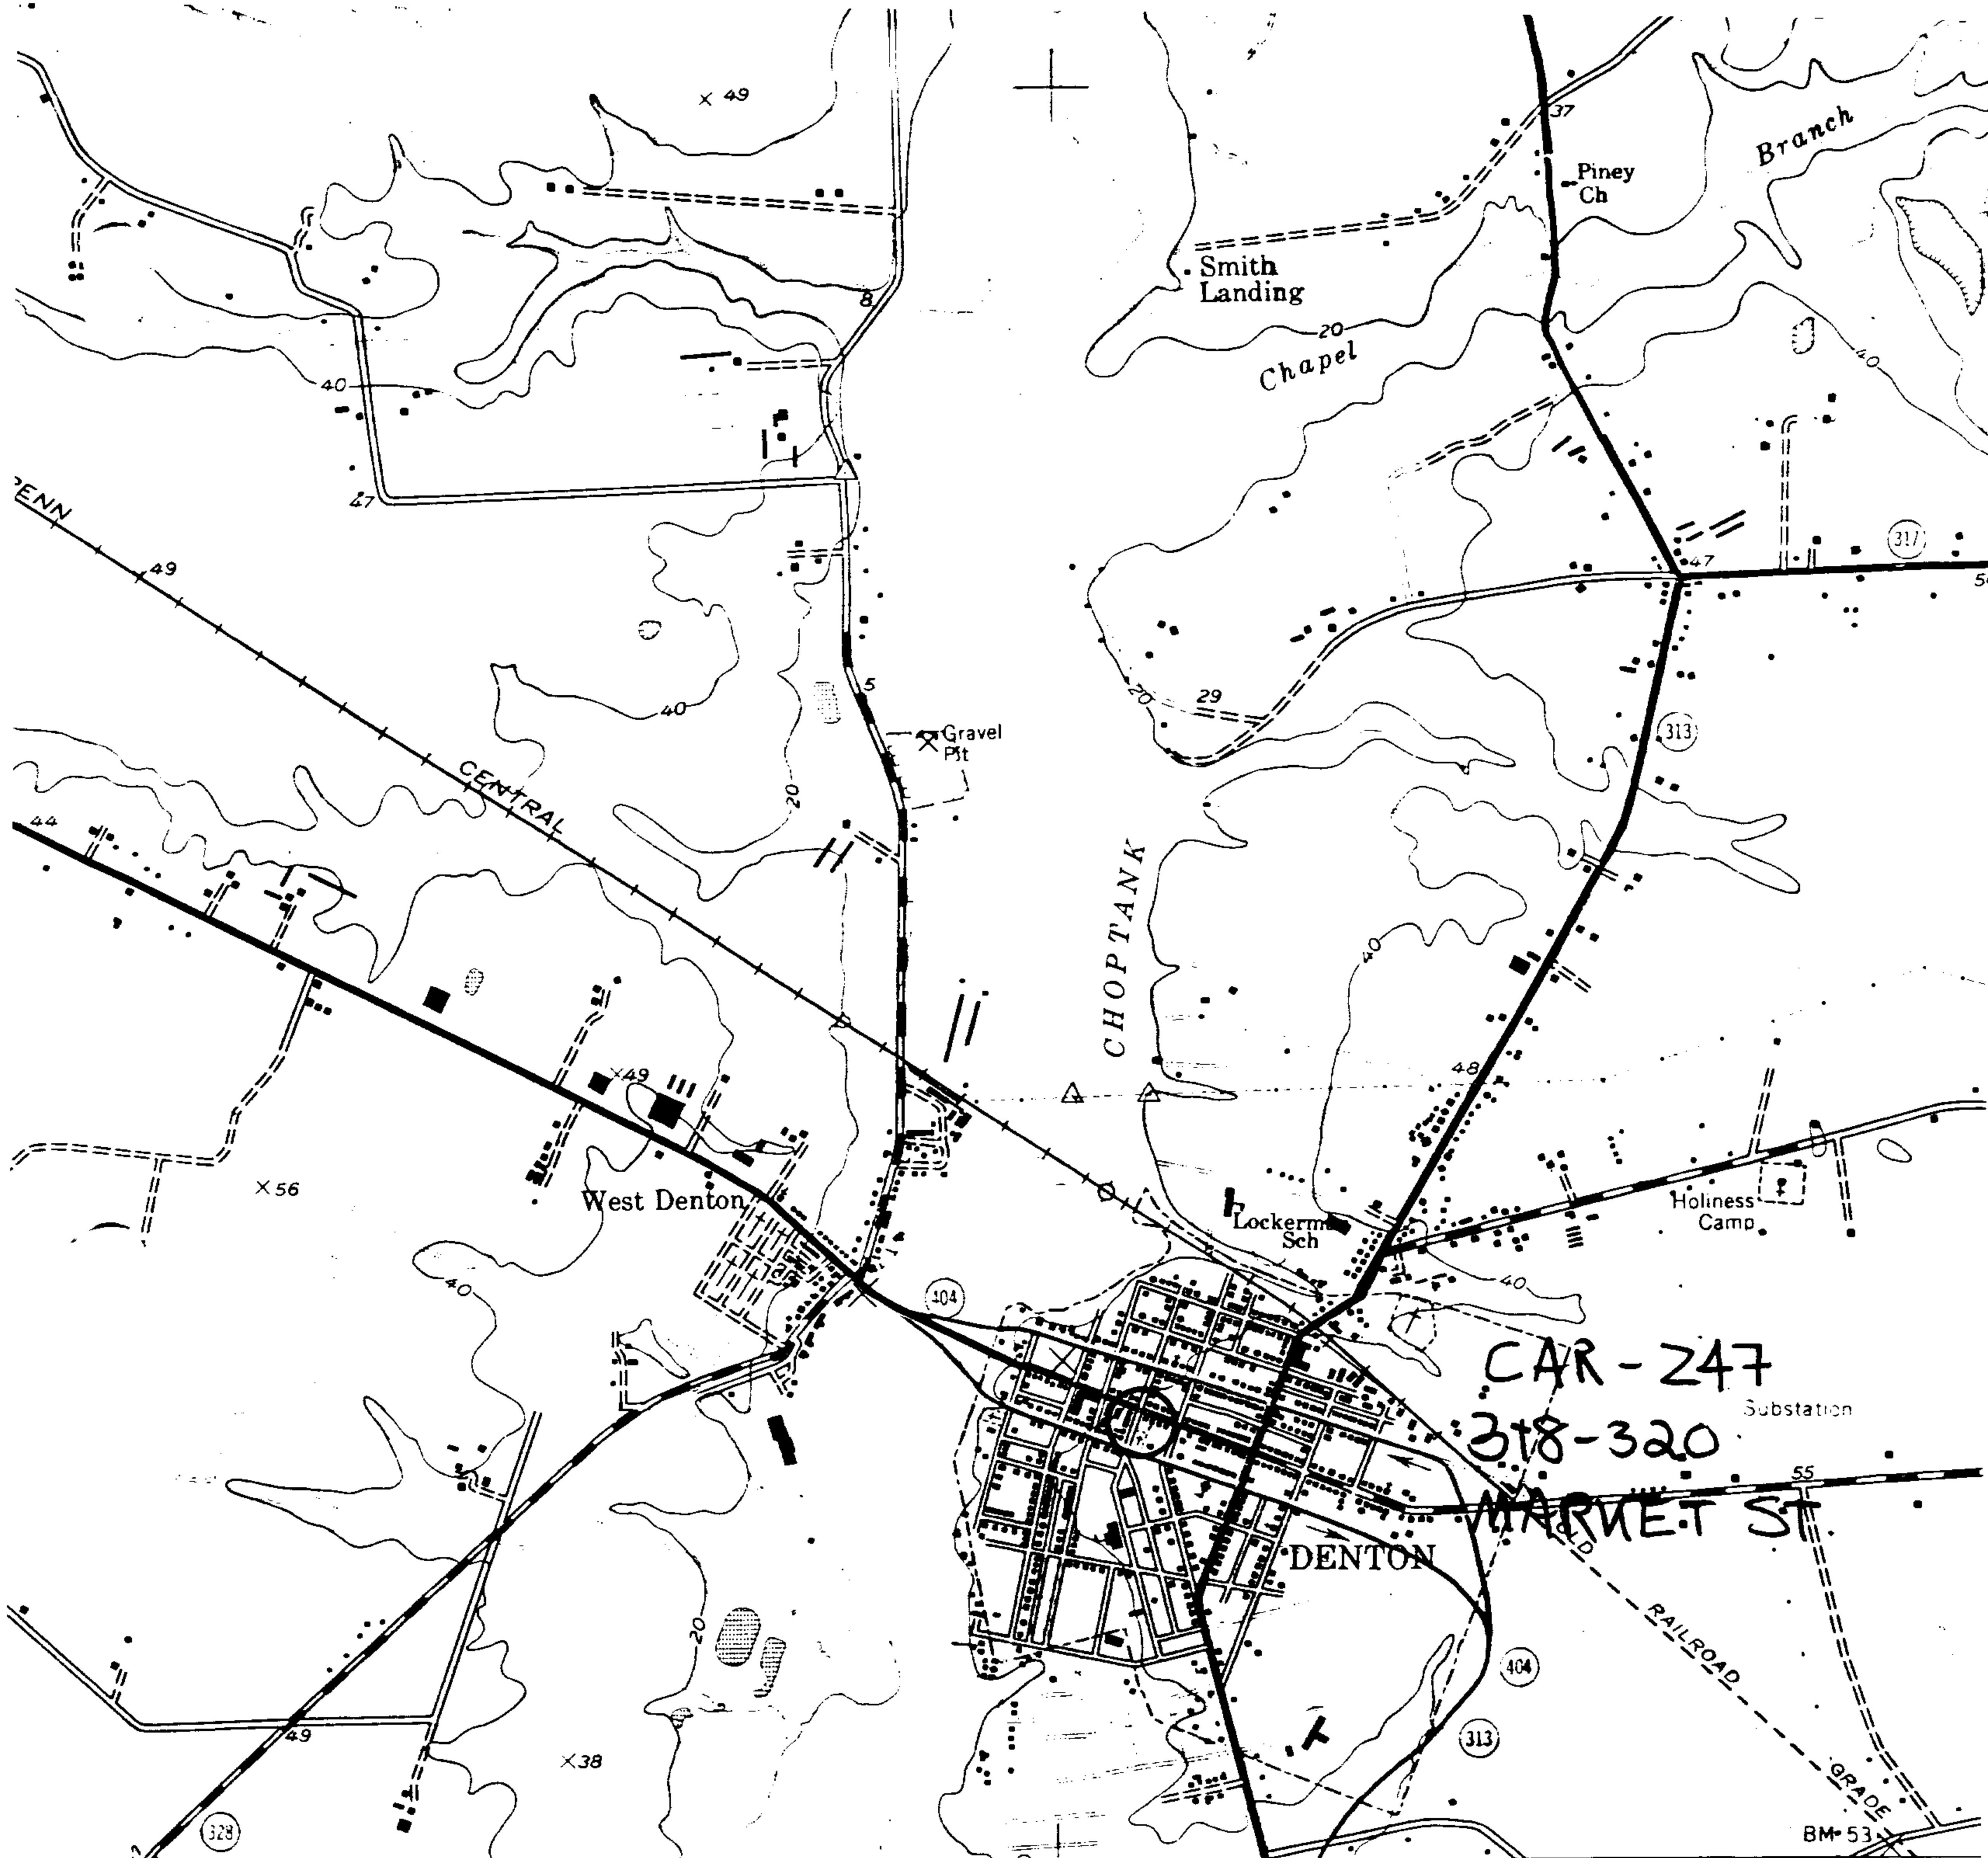 49
37
Branch
Piney
Ch
Smith
Landing
8
20
Chapel
40
40
47
PENN
49
317
47
5
40
20
29
313
Gravel
Pit
CENTRAL
20
44
CHOPTANK
40
48
49
56
West Denton
Lockerm
Sch
Holiness
Camp
40
40
404
CAR-247
Substation
318-320
55
MARKET ST
OLD
DENTON
20
RAILROAD
404
49
38
313
GRADE
328
BM 53